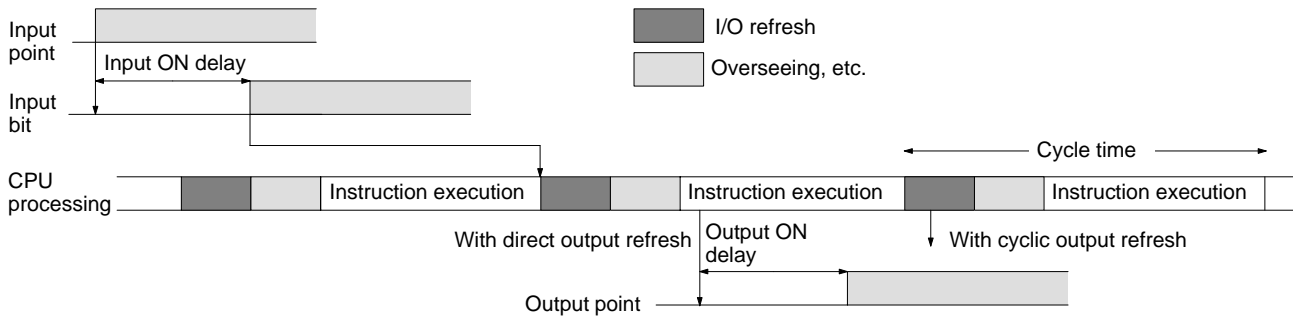 Input
point
I/O refresh
Overseeing, etc.
Input ON delay
Input
bit
Cycle time
CPU
processing
Instruction execution
Instruction execution
Instruction execution
With direct output refresh
Output ON
delay
With cyclic output refresh
Output point